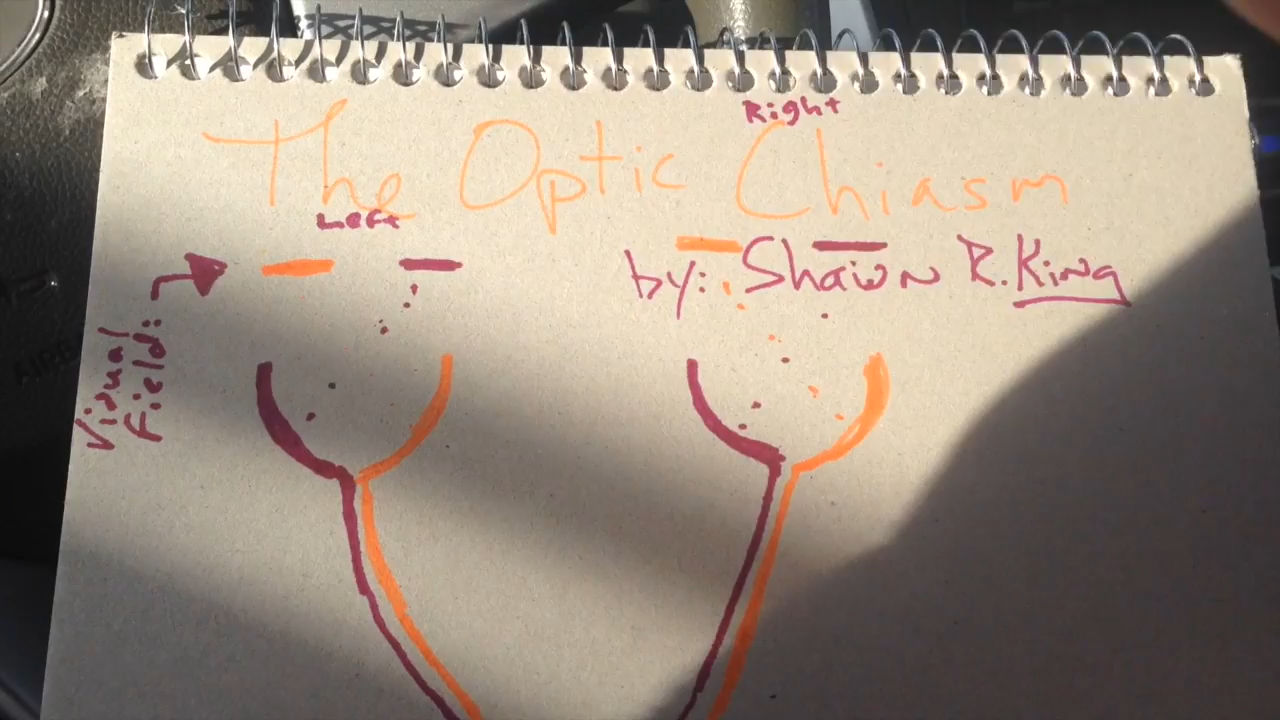 Right
The Optic Chiasm
Left
by: Shawn R. King
Visual
Field: